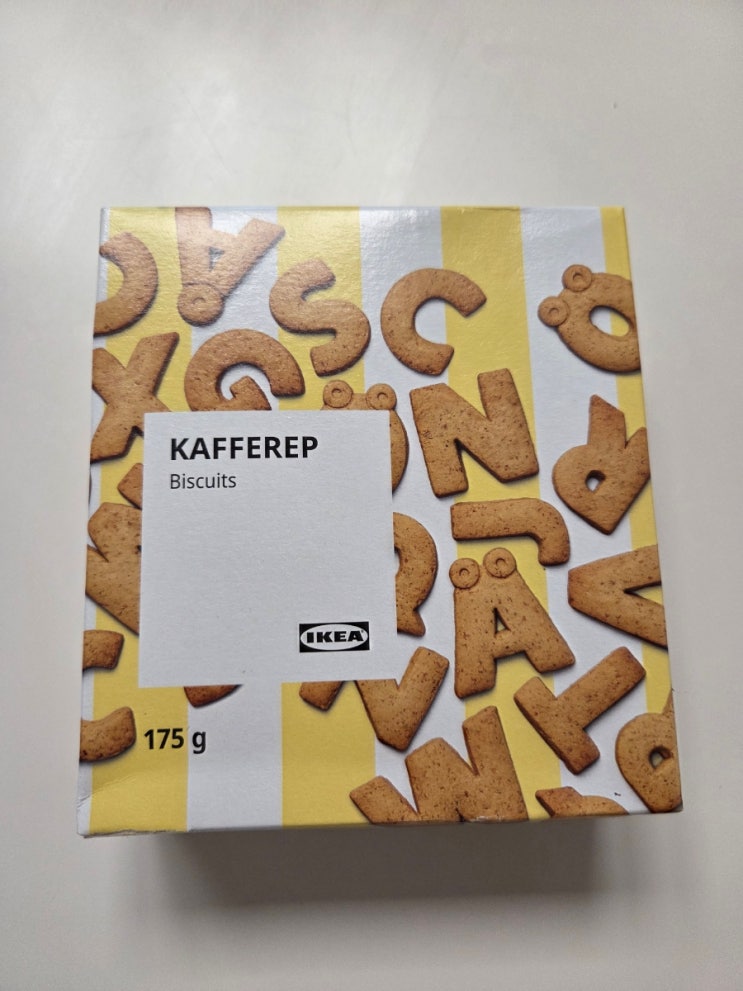 KAFFEREP
Biscuits
IKEA
175 g